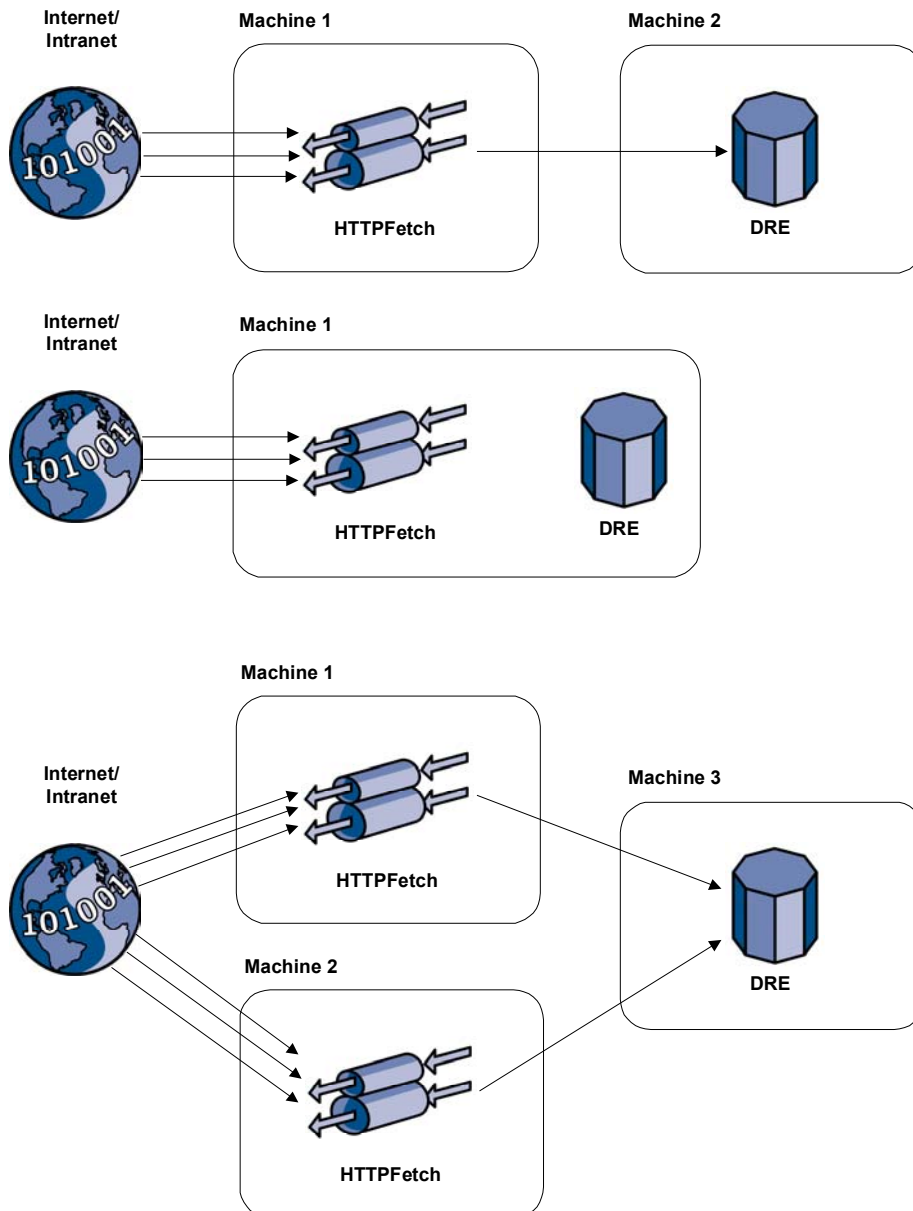 Internet/
Intranet
Machine 1
Machine 2
101001
HTTPFetch
DRE
Internet/
Intranet
Machine 1
101001
HTTPFetch
DRE
Machine 1
Internet/
Intranet
Machine 3
101001
HTTPFetch
Machine 2
DRE
HTTPFetch